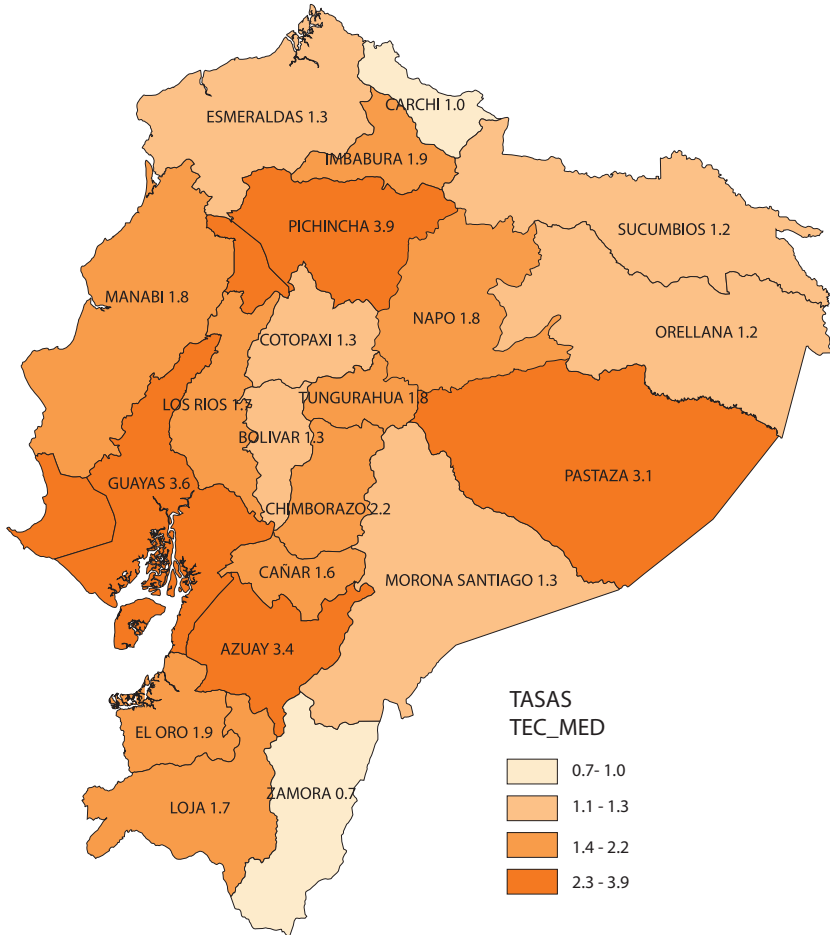 CARCHI 1.0
ESMERALDAS 1.3
IMBABURA 1.9
PICHINCHA 3.9
SUCUMBIOS 1.2
MANABI 1.8
NAPO 1.8
ORELLANA 1.2
COTOPAXI 1.3
TUNGURAHUA 1.8
LOS RIOS 1.7
BOLIVAR 1.3
PASTAZA 3.1
GUAYAS 3.6
CHIMBORAZO 2.2
CAÑAR 1.6
MORONA SANTIAGO 1.3
AZUAY 3.4
EL ORO 1.9
ZAMORA 0.7
LOJA 1.7
TASAS
TEC_MED
0.7- 1.0
1.1 - 1.3
1.4 - 2.2
2.3 - 3.9